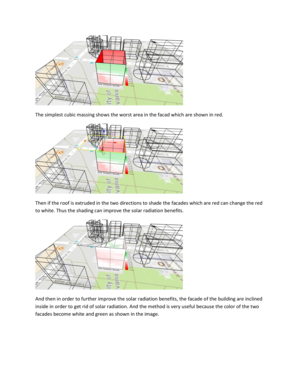 The simplest cubic massing shows the worst area in the facad which are shown in red.
Then if the roof is extruded in the two directions to shade the facades which are red can change the red
to white. Thus the shading can improve the solar radiation benefits.
And then in order to further improve the solar radiation benefits, the facade of the building are inclined
inside in order to get rid of solar radiation. And the method is very useful because the color of the two
facades become white and green as shown in the image.